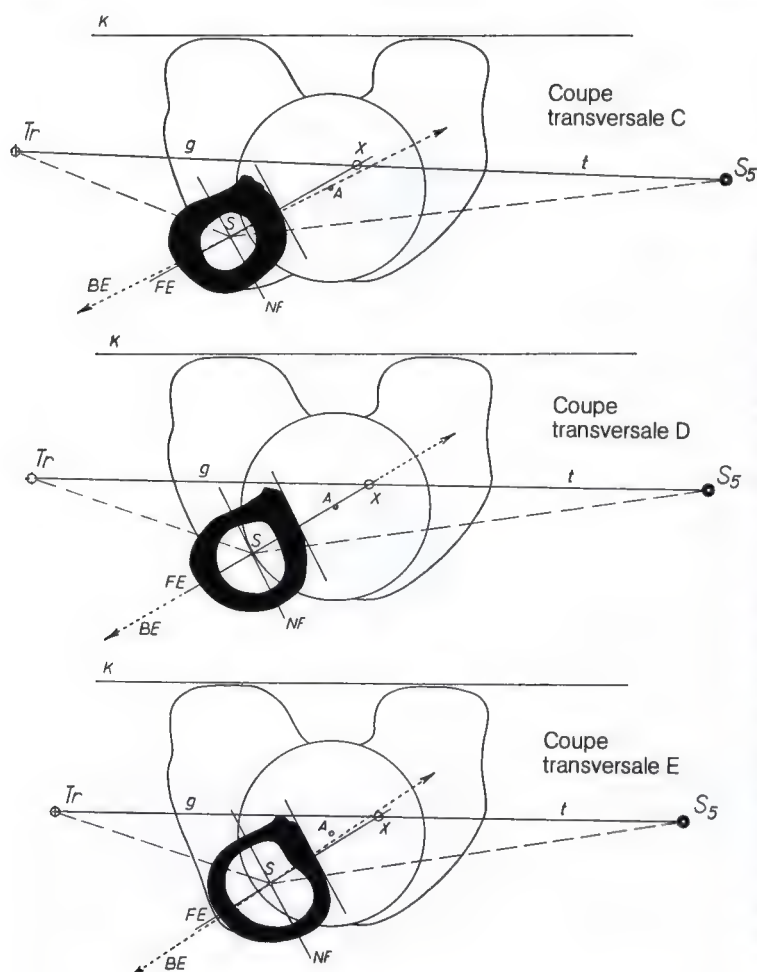 K
Coupe
transversale C
Tr
g
X
t
S5
A
S
BE
FE
NF
K
Coupe
transversale D
Tr
g
X
t
S5
A
S
FE
BE
NF
K
Coupe
transversale E
Tr
g
X
t
S5
A
S
FE
BE
NF